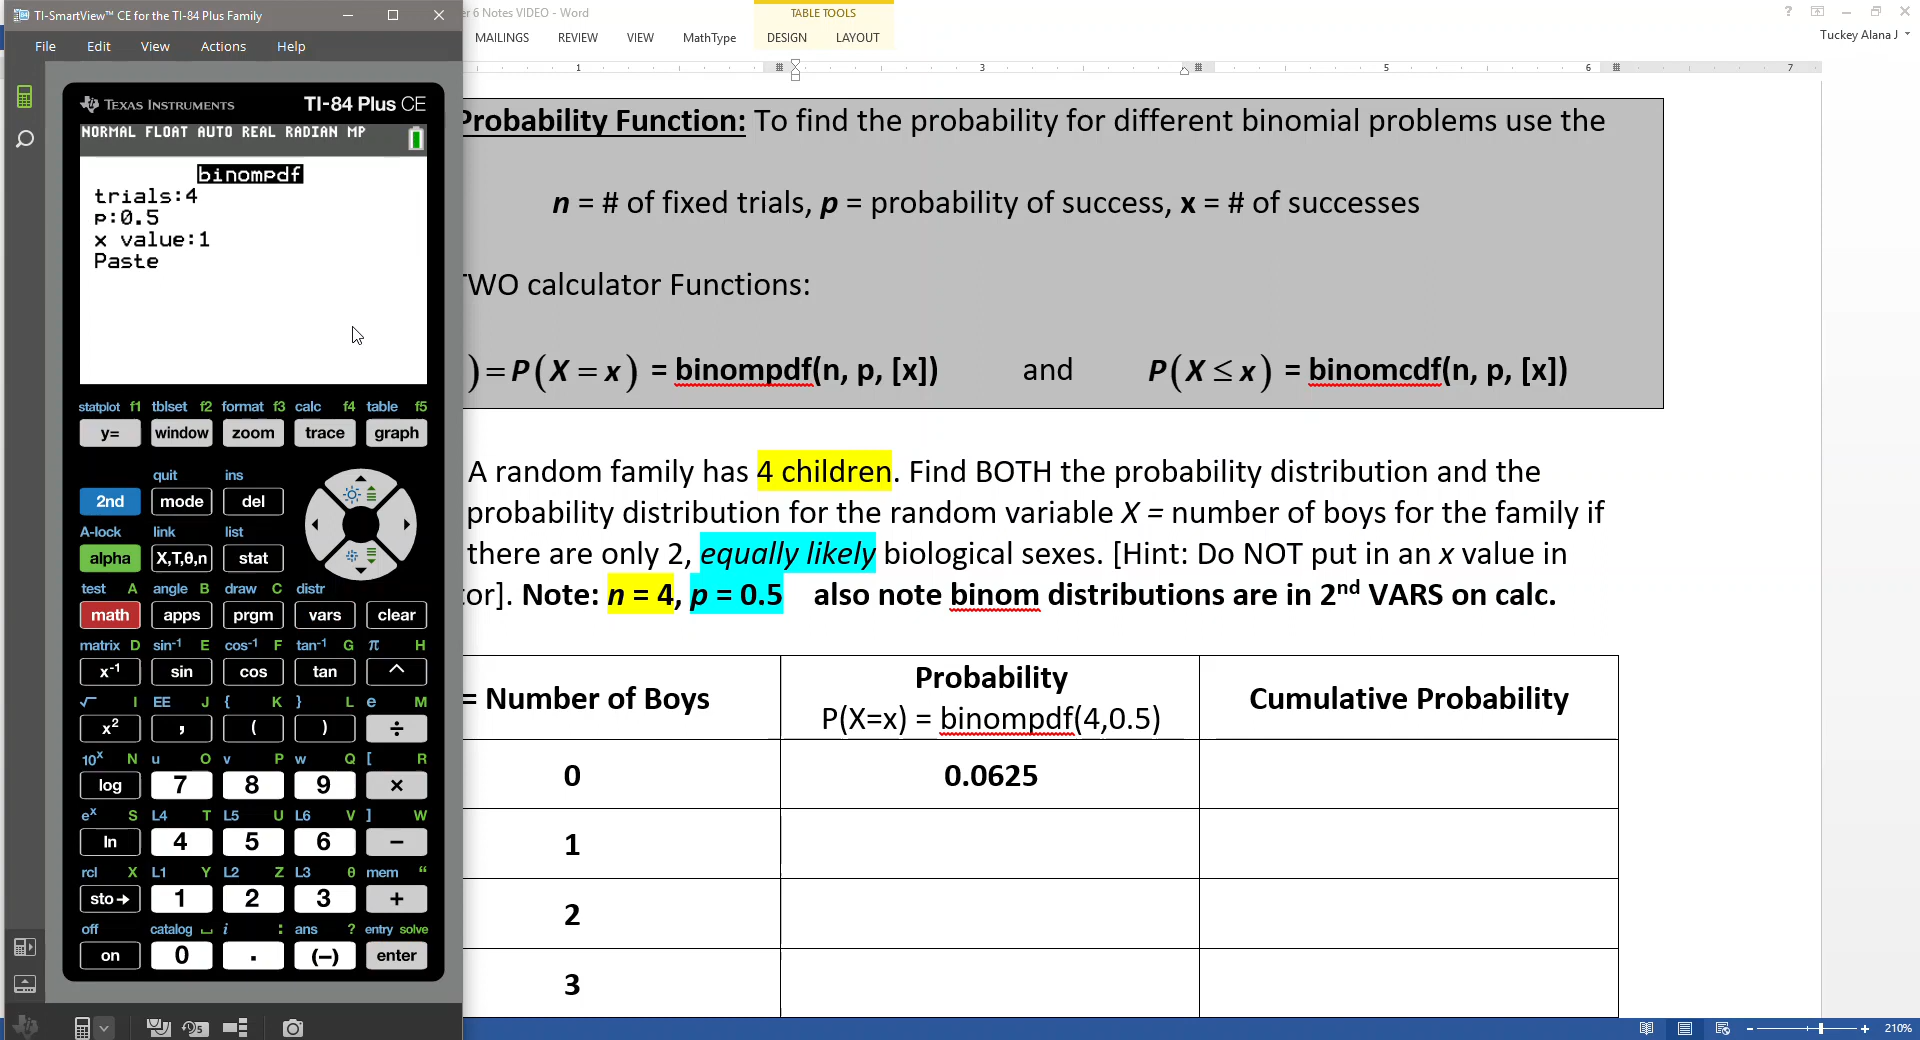 TI-SmartView™ CE for the TI-84 Plus Family
File Edit View Actions Help
TEXAS INSTRUMENTS TI-84 Plus CE
NORMAL FLOAT AUTO REAL RADIAN MP
binompdf
trials:4
p:0.5
x value:1
Paste
statplot f1 tblset f2 format f3 calc f4 table f5
y= window zoom trace graph
quit ins
2nd mode del
A-lock link list
alpha X,T,θ,n stat
test A angle B draw C distr
math apps prgm vars clear
matrix D sin⁻¹ E cos⁻¹ F tan⁻¹ G π H
x⁻¹ sin cos tan ^
√ I EE J { K } L e M
x² , ( ) ÷
10ˣ N u O v P w Q [ R
log 7 8 9 ×
eˣ S L4 T L5 U L6 V ] W
ln 4 5 6 −
rcl X L1 Y L2 Z L3 θ mem “
sto→ 1 2 3 +
off catalog ⎵ i : ans ? entry solve
on 0 . (−) enter
er 6 Notes VIDEO - Word
TABLE TOOLS
MAILINGS REVIEW VIEW MathType DESIGN LAYOUT
Tuckey Alana J
1 3 5 6 7
Probability Function: To find the probability for different binomial problems use the
n = # of fixed trials, p = probability of success, x = # of successes
TWO calculator Functions:
) = P(X = x) = binompdf(n, p, [x]) and P(X ≤ x) = binomcdf(n, p, [x])
A random family has 4 children. Find BOTH the probability distribution and the
probability distribution for the random variable X = number of boys for the family if
there are only 2, equally likely biological sexes. [Hint: Do NOT put in an x value in
tor]. Note: n = 4, p = 0.5 also note binom distributions are in 2nd VARS on calc.
= Number of Boys
Probability
P(X=x) = binompdf(4,0.5)
Cumulative Probability
0 0.0625
1
2
3
210%